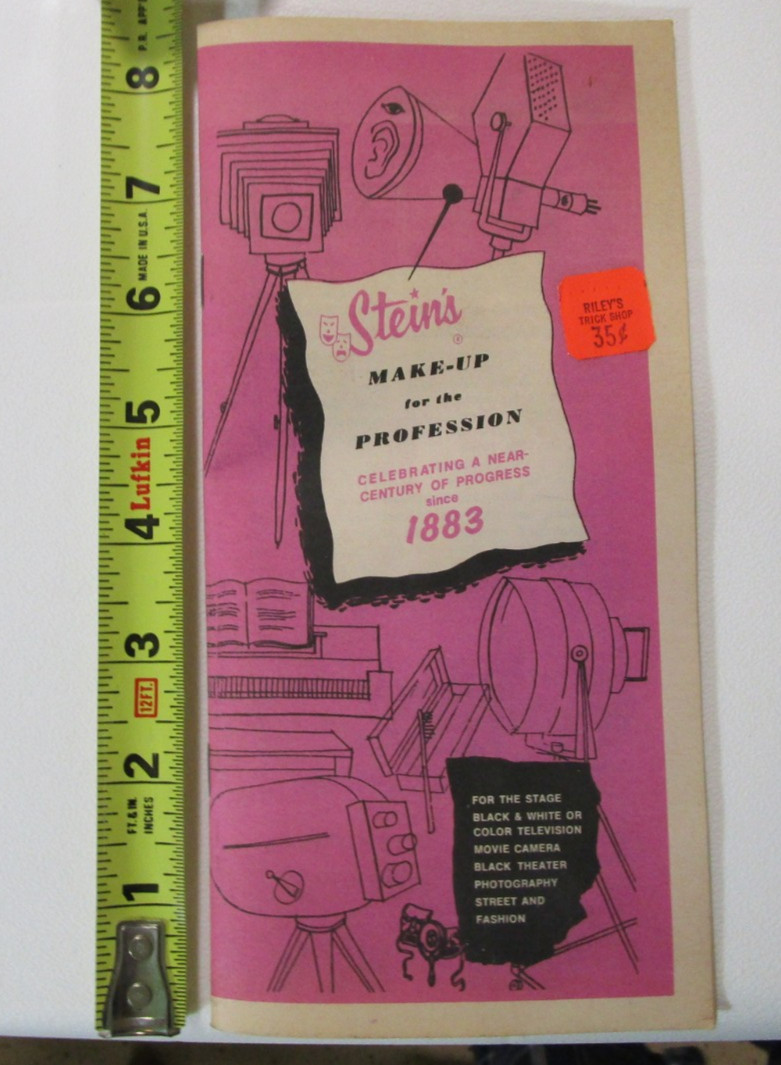 Stein's
®
MAKE-UP
for the
PROFESSION
CELEBRATING A NEAR-
CENTURY OF PROGRESS
since
1883
RILEY'S
TRICK SHOP
35¢
FOR THE STAGE
BLACK & WHITE OR
COLOR TELEVISION
MOVIE CAMERA
BLACK THEATER
PHOTOGRAPHY
STREET AND
FASHION
8
7
MADE IN U.S.A.
6
5
Lufkin
4
3
12FT.
2
FT. & IN.
INCHES
1